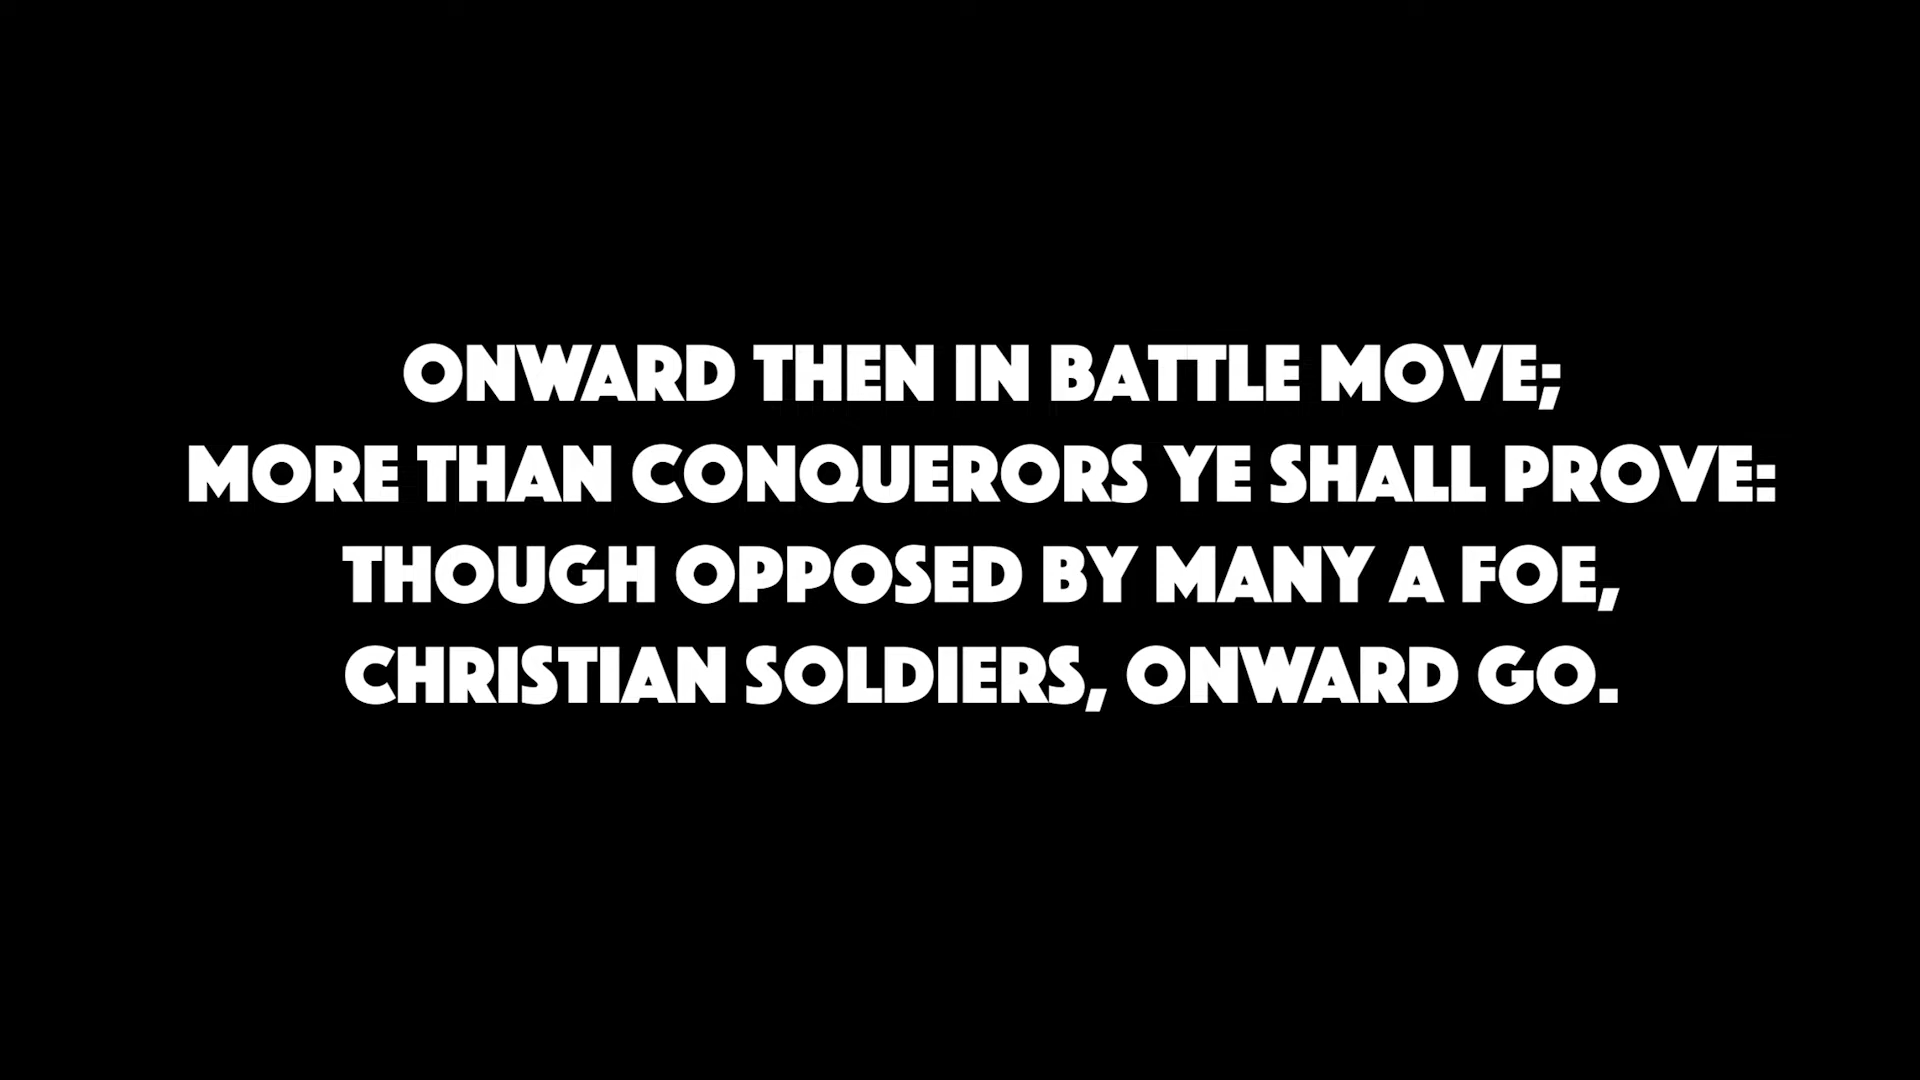 ONWARD THEN IN BATTLE MOVE;
MORE THAN CONQUERORS YE SHALL PROVE:
THOUGH OPPOSED BY MANY A FOE,
CHRISTIAN SOLDIERS, ONWARD GO.